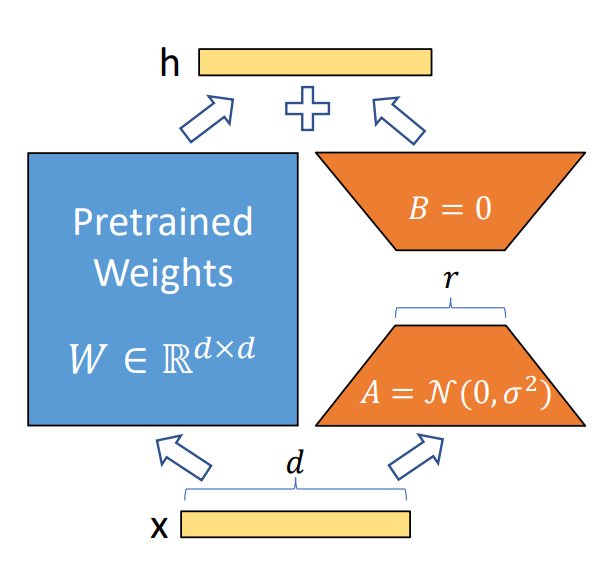 h
Pretrained
Weights
W ∈ ℝ^{d×d}
B = 0
r
A = 𝒩(0, σ²)
d
x